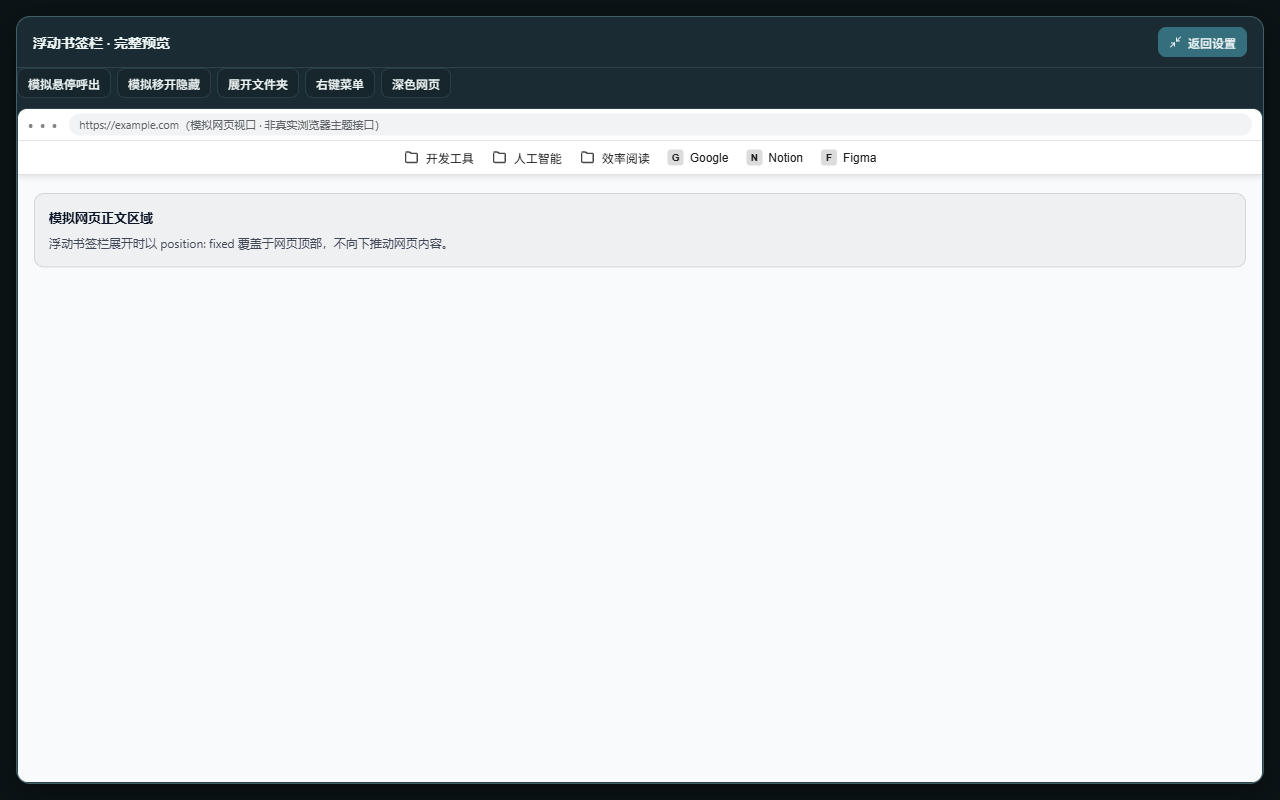 浮动书签栏 · 完整预览
返回设置
模拟悬停呼出 模拟移开隐藏 展开文件夹 右键菜单 深色网页
https://example.com（模拟网页视口 · 非真实浏览器主题接口）
开发工具 人工智能 效率阅读 G Google N Notion F Figma
模拟网页正文区域
浮动书签栏展开时以 position: fixed 覆盖于网页顶部，不向下推动网页内容。